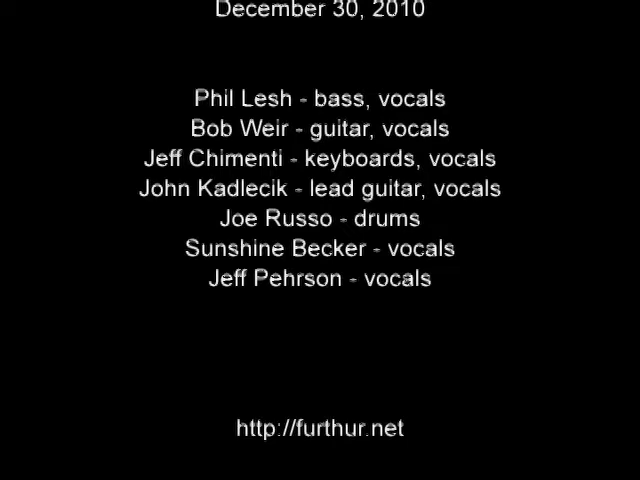 December 30, 2010
Phil Lesh - bass, vocals
Bob Weir - guitar, vocals
Jeff Chimenti - keyboards, vocals
John Kadlecik - lead guitar, vocals
Joe Russo - drums
Sunshine Becker - vocals
Jeff Pehrson - vocals
http://furthur.net